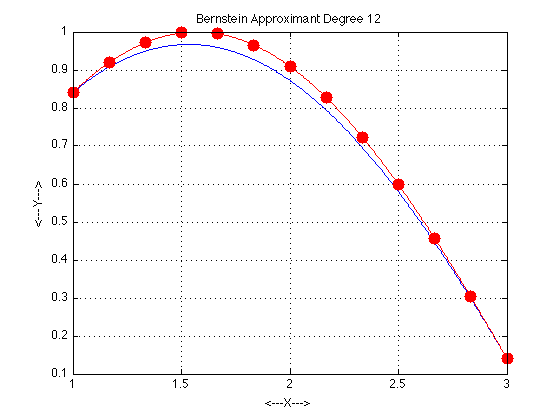 Bernstein Approximant Degree 12
1
0.9
0.8
0.7
0.6
0.5
0.4
0.3
0.2
0.1
<---Y--->
1 1.5 2 2.5 3
<---X--->